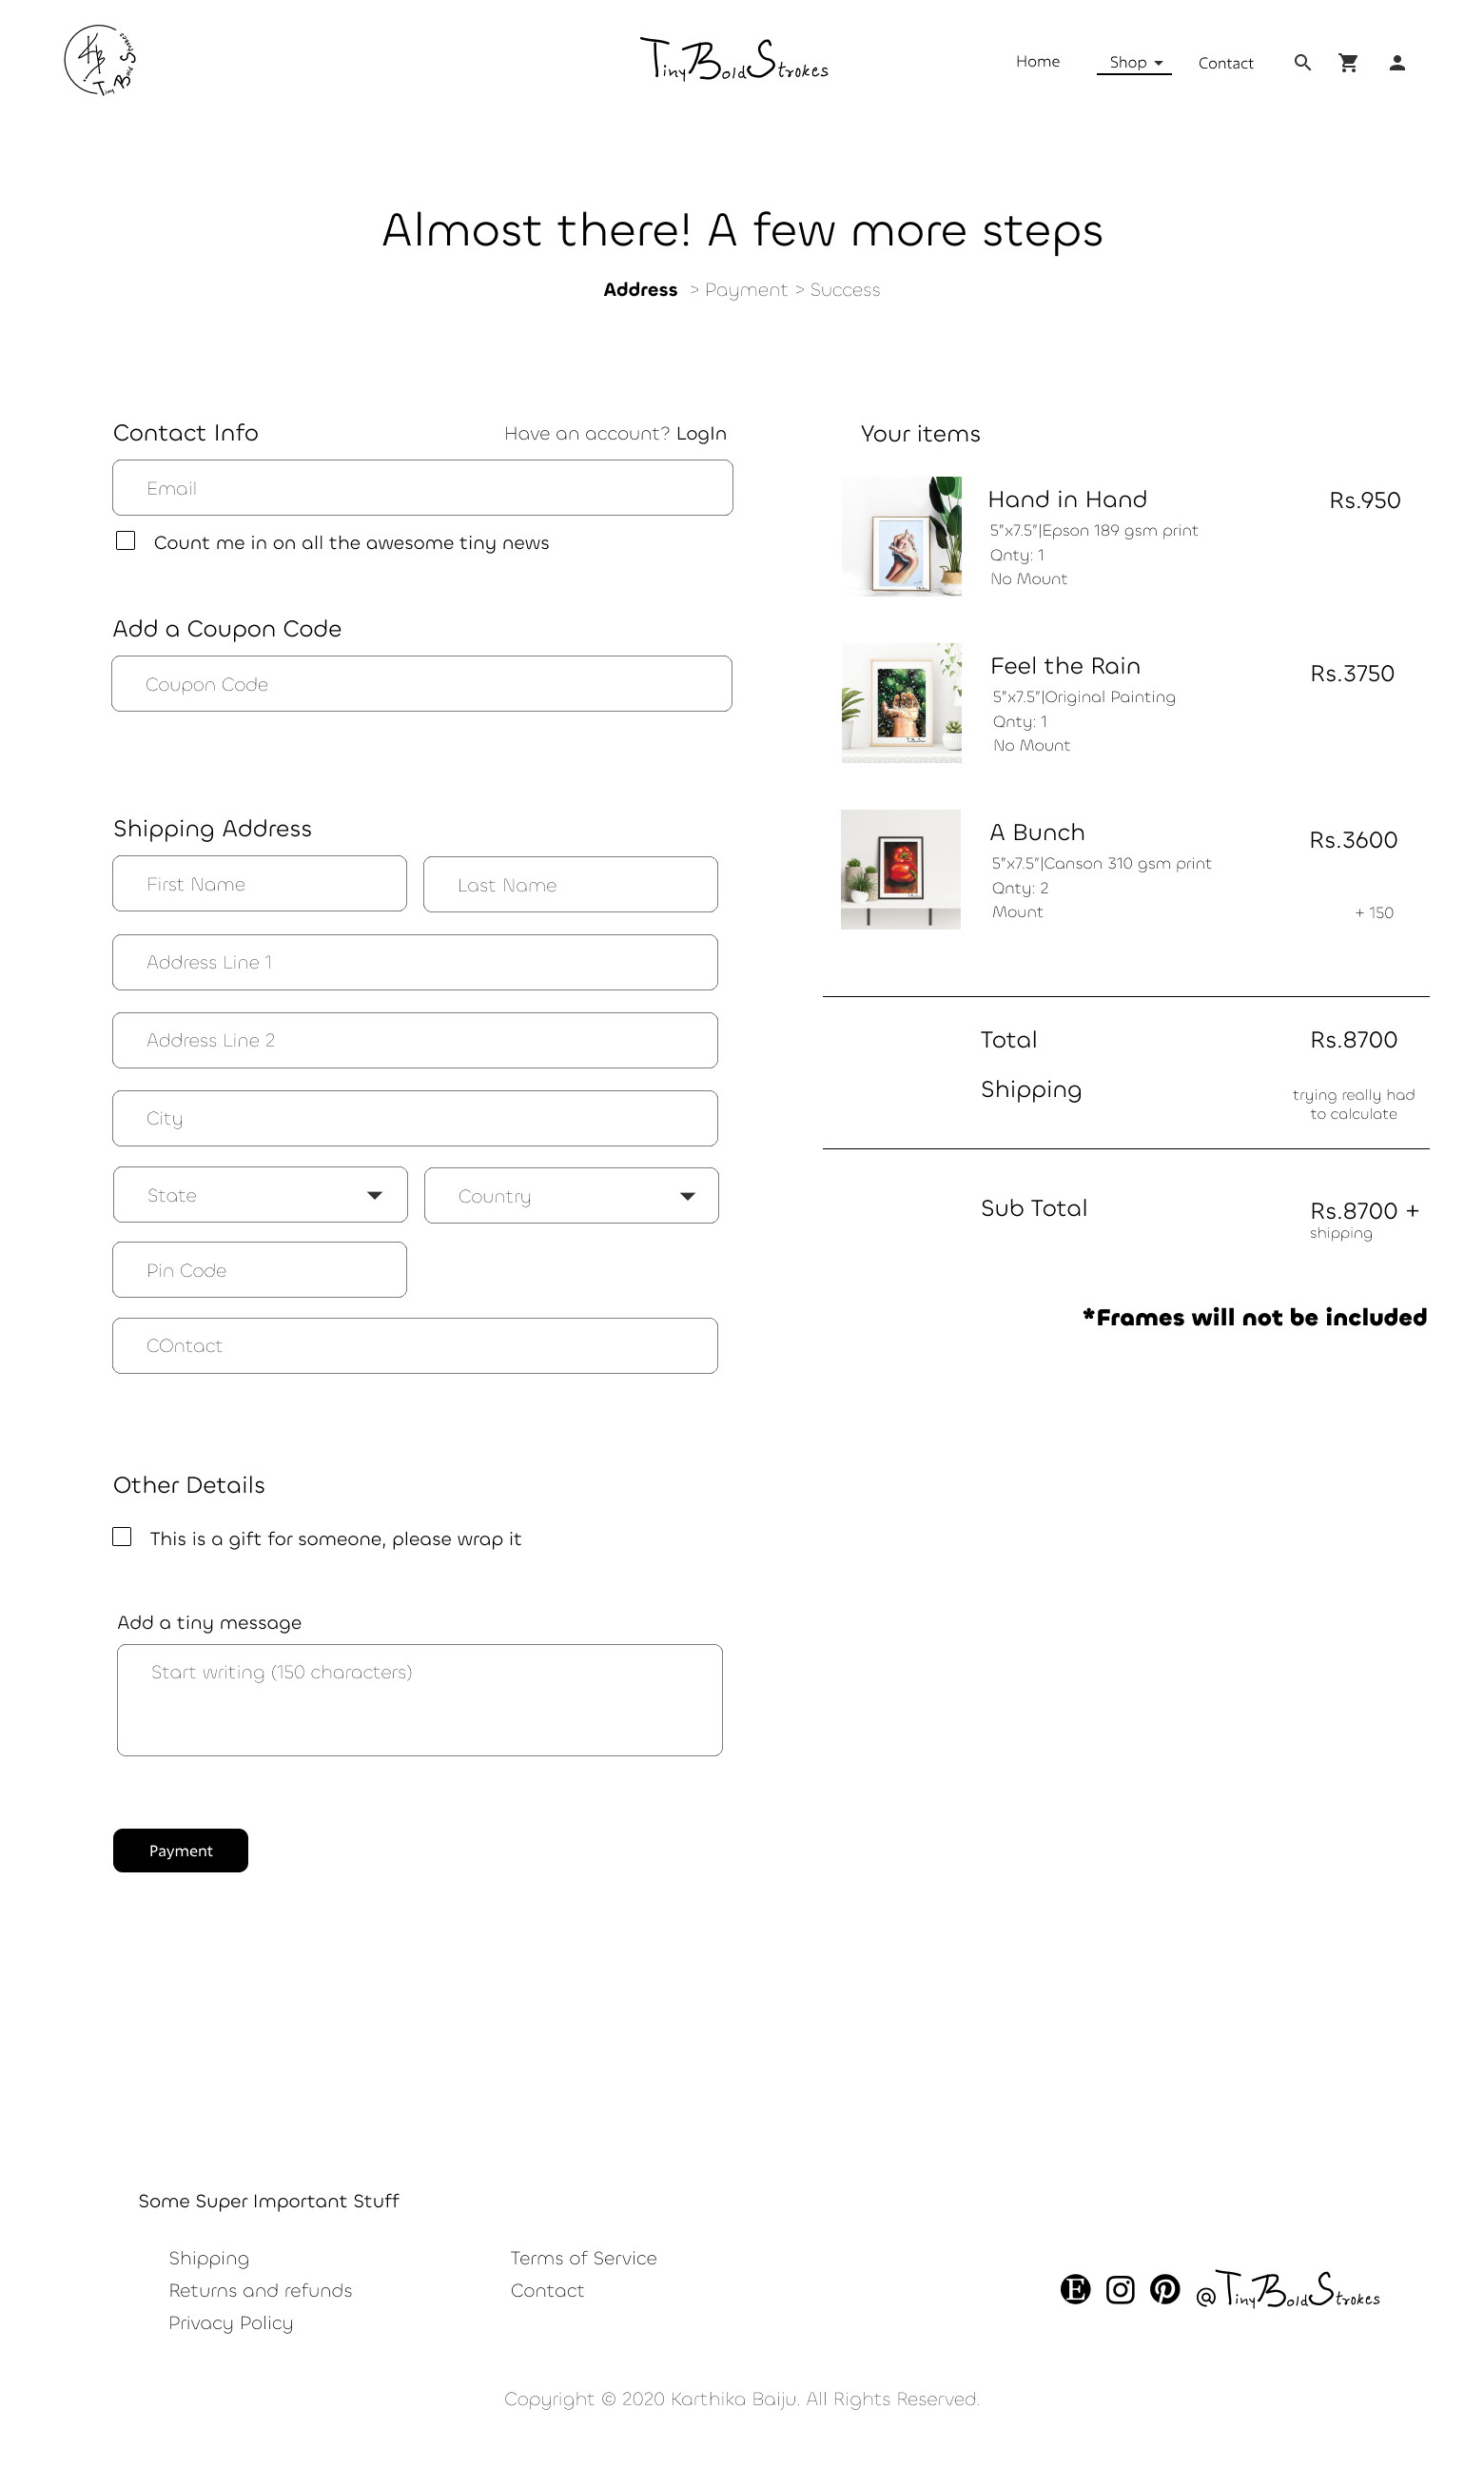 KB
Tiny Bold Strokes
TinyBoldStrokes
Home
Shop
Contact
Almost there! A few more steps
Address > Payment > Success
Contact Info
Have an account? LogIn
Email
Count me in on all the awesome tiny news
Add a Coupon Code
Coupon Code
Shipping Address
First Name
Last Name
Address Line 1
Address Line 2
City
State
Country
Pin Code
COntact
Other Details
This is a gift for someone, please wrap it
Add a tiny message
Start writing (150 characters)
Payment
Your items
Hand in Hand
Rs.950
5"x7.5"|Epson 189 gsm print
Qnty: 1
No Mount
Feel the Rain
Rs.3750
5"x7.5"|Original Painting
Qnty: 1
No Mount
A Bunch
Rs.3600
5"x7.5"|Canson 310 gsm print
Qnty: 2
Mount
+ 150
Total
Rs.8700
Shipping
trying really had
to calculate
Sub Total
Rs.8700 +
shipping
*Frames will not be included
Some Super Important Stuff
Shipping
Returns and refunds
Privacy Policy
Terms of Service
Contact
@TinyBoldStrokes
Copyright © 2020 Karthika Baiju. All Rights Reserved.